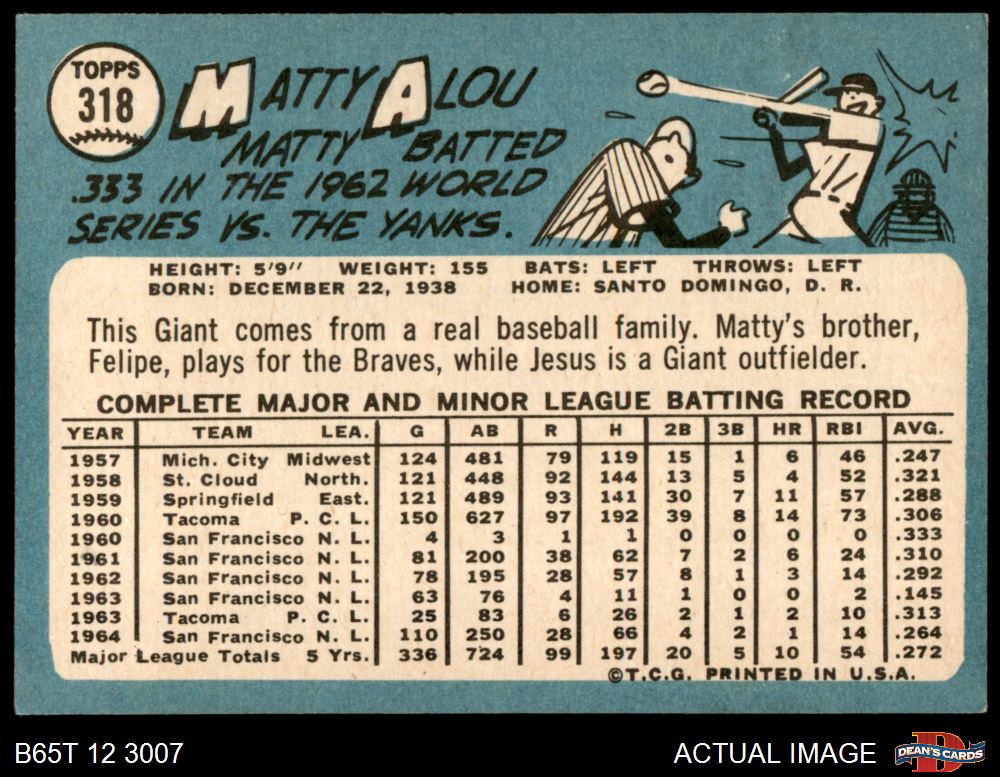 TOPPS
318
MATTY ALOU
MATTY BATTED
.333 IN THE 1962 WORLD
SERIES VS. THE YANKS.
HEIGHT: 5'9" WEIGHT: 155 BATS: LEFT THROWS: LEFT
BORN: DECEMBER 22, 1938 HOME: SANTO DOMINGO, D. R.
This Giant comes from a real baseball family. Matty's brother,
Felipe, plays for the Braves, while Jesus is a Giant outfielder.
COMPLETE MAJOR AND MINOR LEAGUE BATTING RECORD
YEAR TEAM LEA. G AB R H 2B 3B HR RBI AVG.
1957 Mich. City Midwest 124 481 79 119 15 1 6 46 .247
1958 St. Cloud North. 121 448 92 144 13 5 4 52 .321
1959 Springfield East. 121 489 93 141 30 7 11 57 .288
1960 Tacoma P. C. L. 150 627 97 192 39 8 14 73 .306
1960 San Francisco N. L. 4 3 1 1 0 0 0 0 .333
1961 San Francisco N. L. 81 200 38 62 7 2 6 24 .310
1962 San Francisco N. L. 78 195 28 57 8 1 3 14 .292
1963 San Francisco N. L. 63 76 4 11 1 0 0 2 .145
1963 Tacoma P. C. L. 25 83 6 26 2 1 2 10 .313
1964 San Francisco N. L. 110 250 28 66 4 2 1 14 .264
Major League Totals 5 Yrs. 336 724 99 197 20 5 10 54 .272
©T.C.G. PRINTED IN U.S.A.
B65T 12 3007
ACTUAL IMAGE
D
DEAN'S CARDS